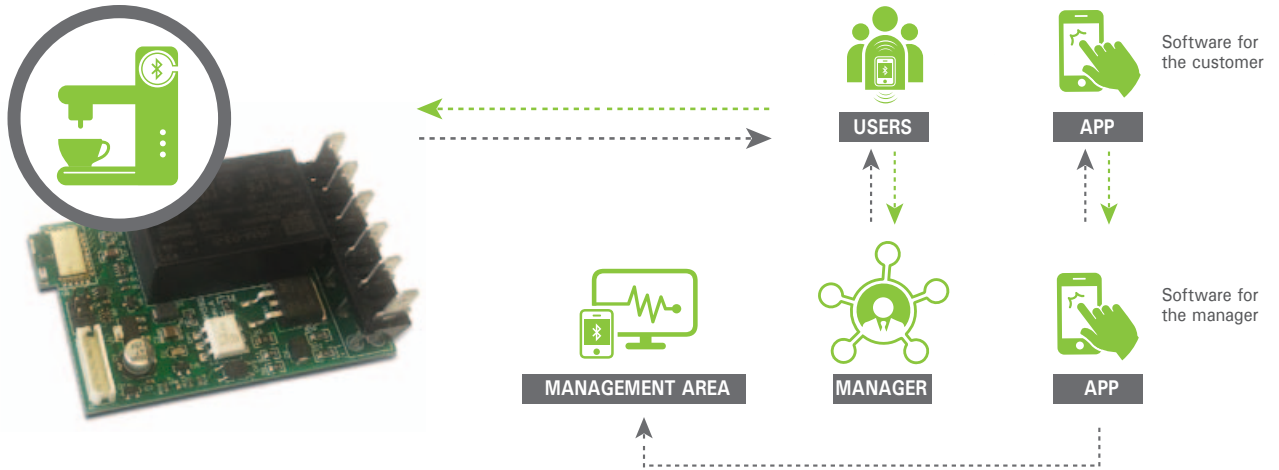 USERS
APP
Software for
the customer
MANAGEMENT AREA
MANAGER
APP
Software for
the manager